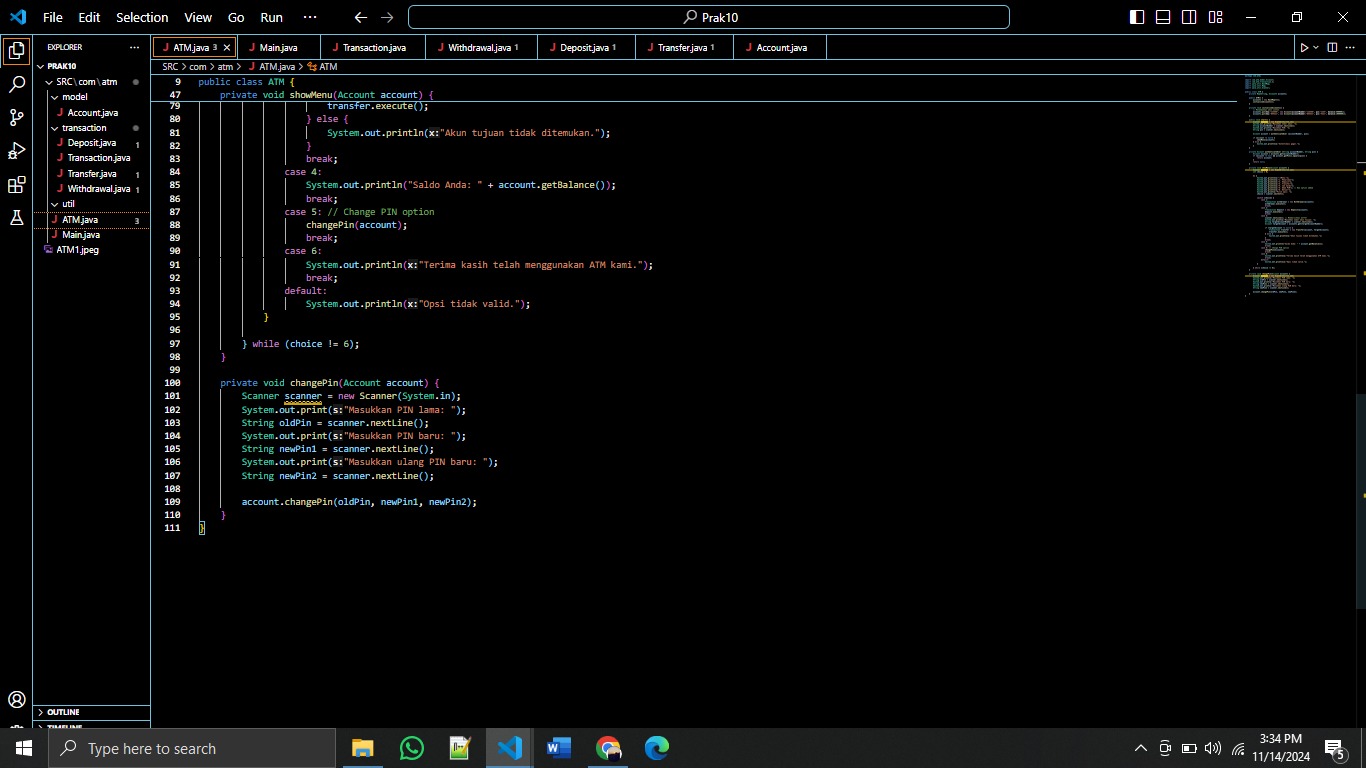 File Edit Selection View Go Run ··· Prak10
EXPLORER ···
PRAK10
SRC\com\atm
model
Account.java
transaction
Deposit.java 1
Transaction.java
Transfer.java 1
Withdrawal.java 1
util
ATM.java 3
Main.java
ATM1.jpeg
OUTLINE
TIMELINE
ATM.java 3 Main.java Transaction.java Withdrawal.java 1 Deposit.java 1 Transfer.java 1 Account.java
SRC > com > atm > ATM.java > ATM
9 public class ATM {
47 private void showMenu(Account account) {
79 transfer.execute();
80 } else {
81 System.out.println(x:"Akun tujuan tidak ditemukan.");
82 }
83 break;
84 case 4:
85 System.out.println("Saldo Anda: " + account.getBalance());
86 break;
87 case 5: // Change PIN option
88 changePin(account);
89 break;
90 case 6:
91 System.out.println(x:"Terima kasih telah menggunakan ATM kami.");
92 break;
93 default:
94 System.out.println(x:"Opsi tidak valid.");
95 }
96
97 } while (choice != 6);
98 }
99
100 private void changePin(Account account) {
101 Scanner scanner = new Scanner(System.in);
102 System.out.print(s:"Masukkan PIN lama: ");
103 String oldPin = scanner.nextLine();
104 System.out.print(s:"Masukkan PIN baru: ");
105 String newPin1 = scanner.nextLine();
106 System.out.print(s:"Masukkan ulang PIN baru: ");
107 String newPin2 = scanner.nextLine();
108
109 account.changePin(oldPin, newPin1, newPin2);
110 }
111 }
Type here to search
3:34 PM
11/14/2024
5